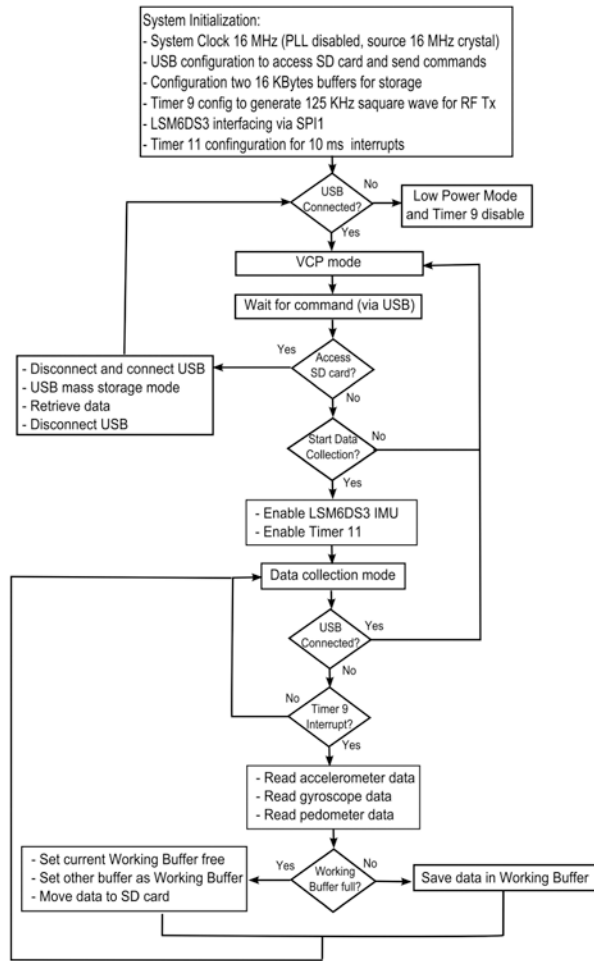 System Initialization:
- System Clock 16 MHz (PLL disabled, source 16 MHz crystal)
- USB configuration to access SD card and send commands
- Configuration two 16 KBytes buffers for storage
- Timer 9 config to generate 125 KHz saquare wave for RF Tx
- LSM6DS3 interfacing via SPI1
- Timer 11 confinguration for 10 ms interrupts
USB
Connected?
No
Low Power Mode
and Timer 9 disable
Yes
VCP mode
Wait for command (via USB)
Yes
Access
SD card?
- Disconnect and connect USB
- USB mass storage mode
- Retrieve data
- Disconnect USB
No
Start Data
Collection?
No
Yes
- Enable LSM6DS3 IMU
- Enable Timer 11
Data collection mode
USB
Connected?
Yes
No
No
Timer 9
Interrupt?
Yes
- Read accelerometer data
- Read gyroscope data
- Read pedometer data
- Set current Working Buffer free
- Set other buffer as Working Buffer
- Move data to SD card
Yes
Working
Buffer full?
No
Save data in Working Buffer